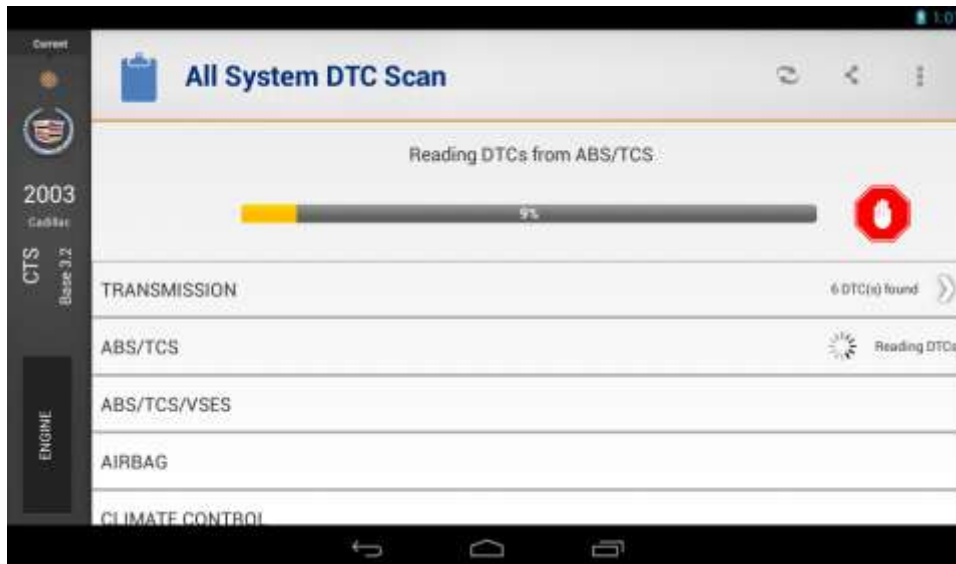 Current
2003
Cadillac
CTS
Base 3.2
ENGINE
All System DTC Scan
Reading DTCs from ABS/TCS
9%
TRANSMISSION
6 DTC(s) found
ABS/TCS
Reading DTCs
ABS/TCS/VSES
AIRBAG
CLIMATE CONTROL